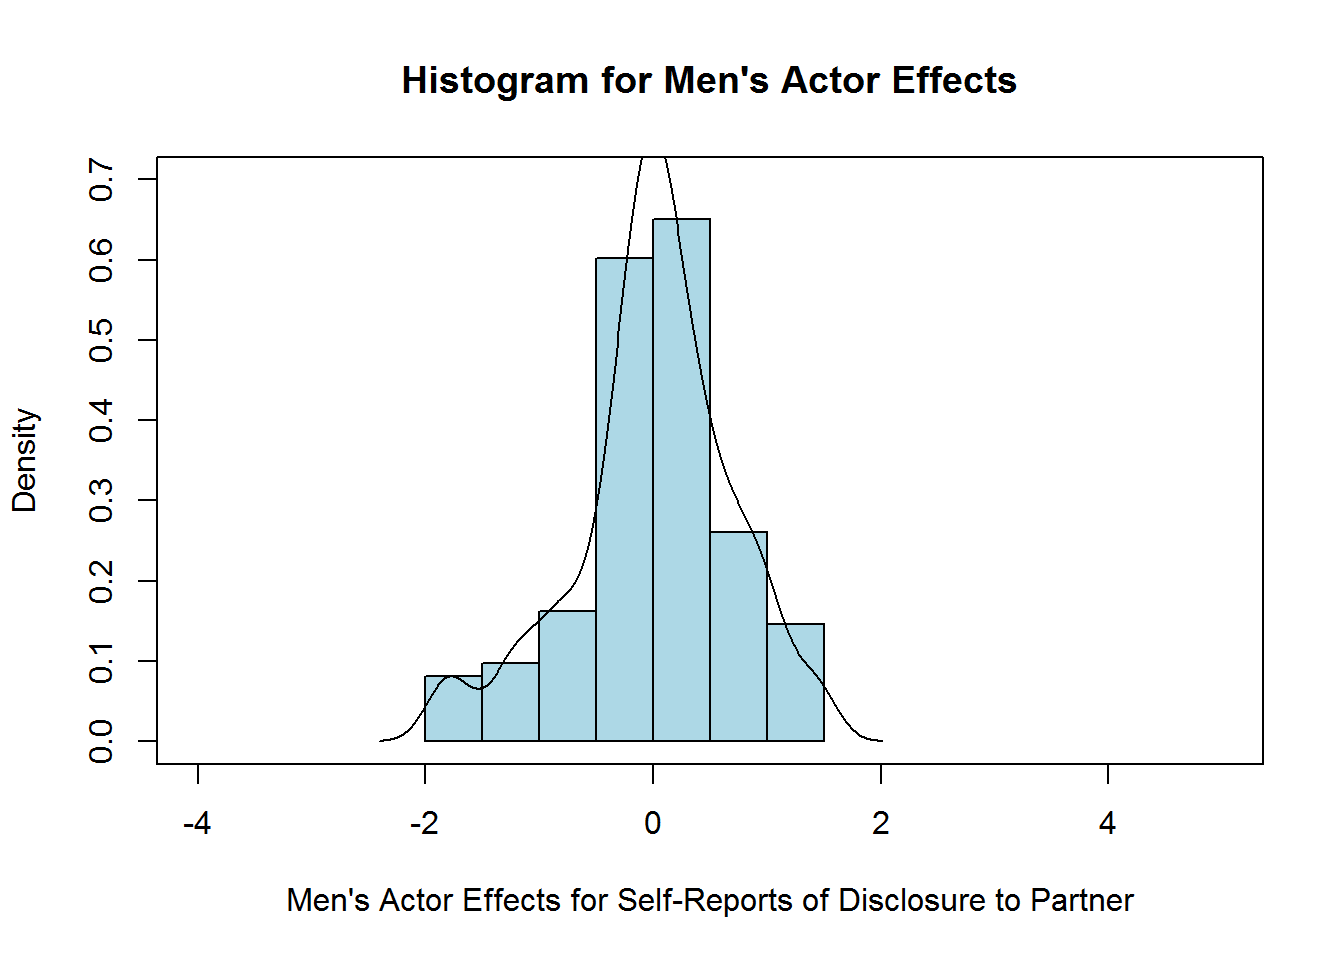 Histogram for Men's Actor Effects
Density
0.7
0.6
0.5
0.4
0.3
0.2
0.1
0.0
-4 -2 0 2 4
Men's Actor Effects for Self-Reports of Disclosure to Partner